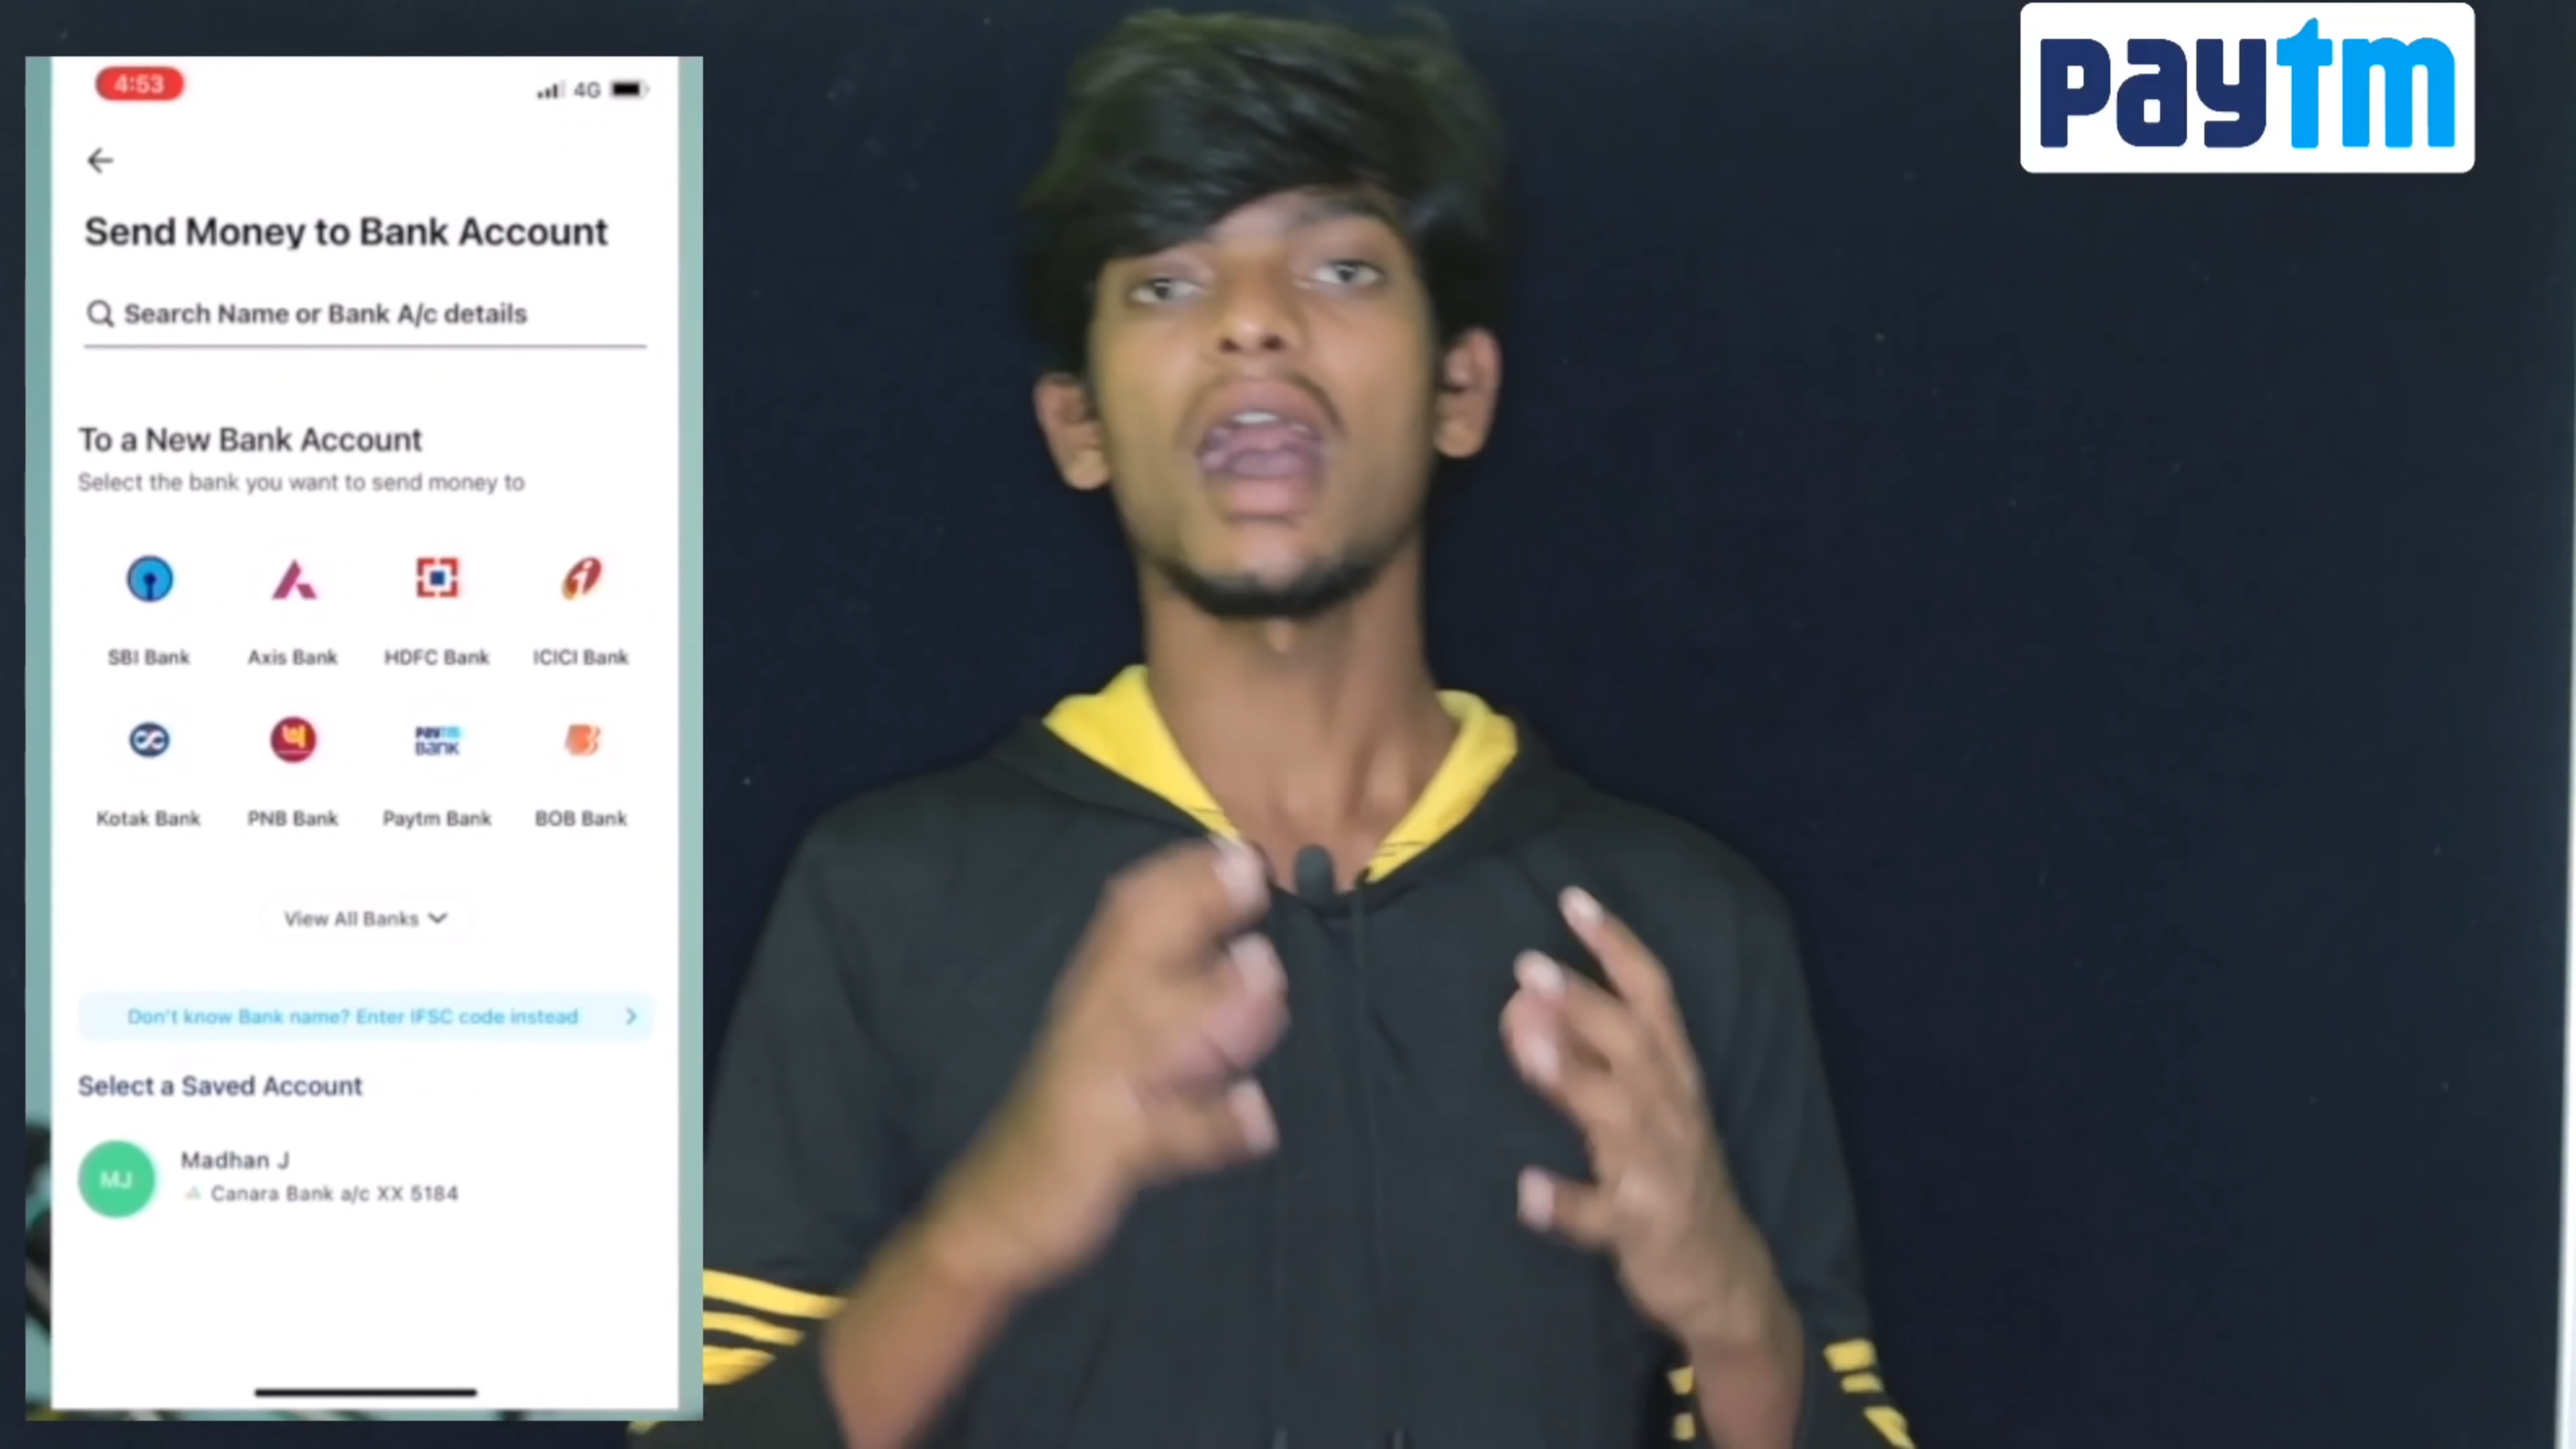 4:53
4G
paytm
Send Money to Bank Account
Search Name or Bank A/c details
To a New Bank Account
Select the bank you want to send money to
SBI Bank
Axis Bank
HDFC Bank
ICICI Bank
Paytm BANK
Kotak Bank
PNB Bank
Paytm Bank
BOB Bank
View All Banks
Don't know Bank name? Enter IFSC code instead
Select a Saved Account
MJ
Madhan J
Canara Bank a/c XX 5184